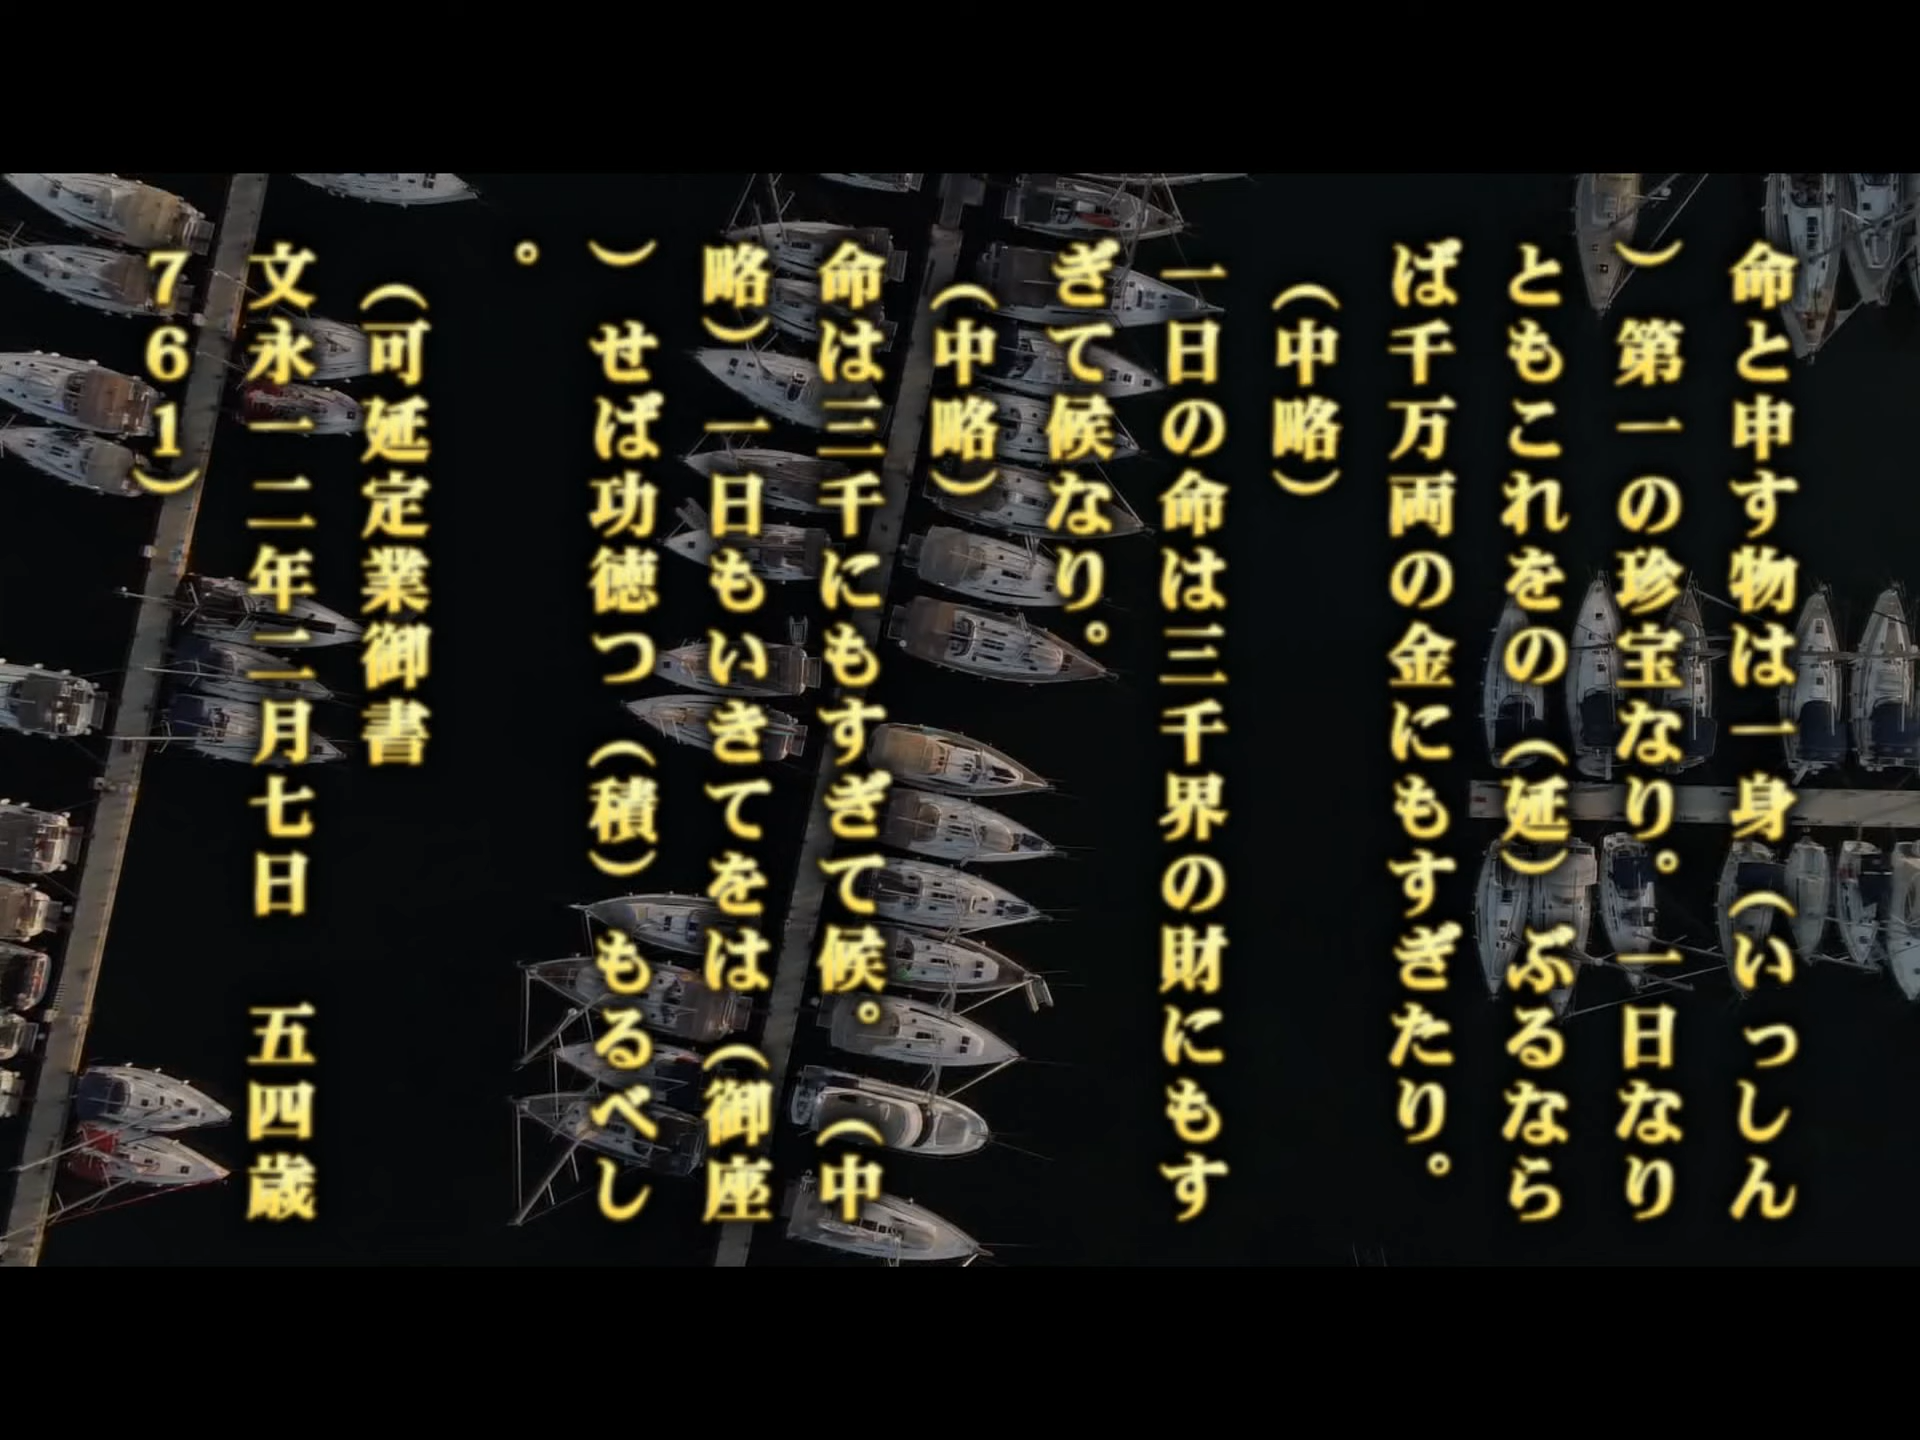 命と申す物は一身（いっしん
）第一の珍宝なり。一日なり
ともこれをの（延）ぶるなら
ば千万両の金にもすぎたり。
（中略）
一日の命は三千界の財にもす
ぎて候なり。
（中略）
命は三千にもすぎて候。（中
略）一日もいきてをは（御座
）せば功徳つ（積）もるべし
。
（可延定業御書
文永一二年二月七日　五四歳
７６１）